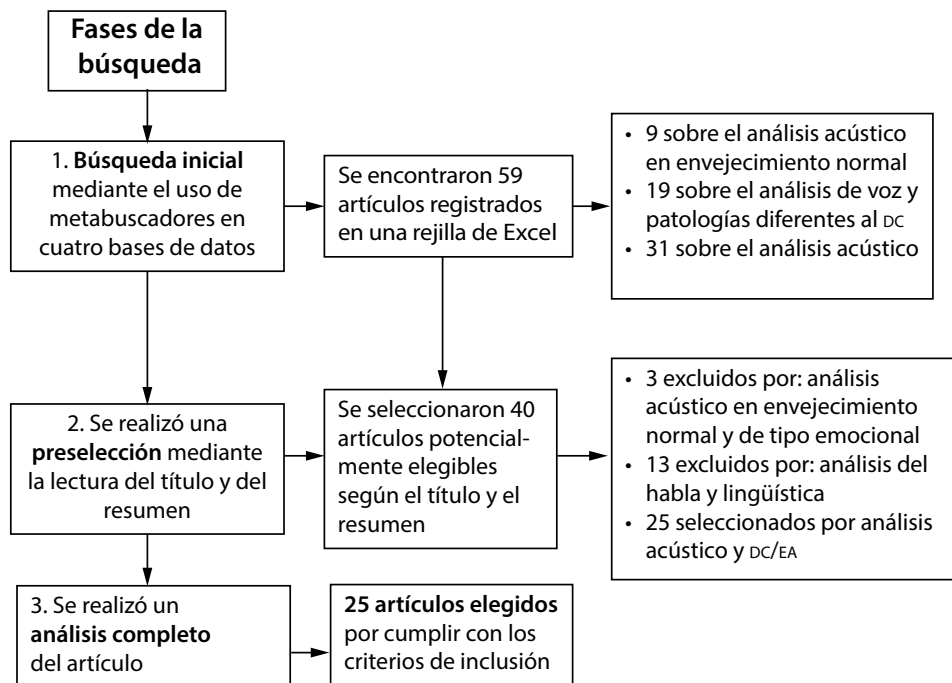 Fases de la
búsqueda
1. Búsqueda inicial
mediante el uso de
metabuscadores en
cuatro bases de datos
Se encontraron 59
artículos registrados
en una rejilla de Excel
• 9 sobre el análisis acústico
en envejecimiento normal
• 19 sobre el análisis de voz y
patologías diferentes al DC
• 31 sobre el análisis acústico
2. Se realizó una
preselección mediante
la lectura del título y del
resumen
Se seleccionaron 40
artículos potencial-
mente elegibles
según el título y el
resumen
• 3 excluidos por: análisis
acústico en envejecimiento
normal y de tipo emocional
• 13 excluidos por: análisis del
habla y lingüística
• 25 seleccionados por análisis
acústico y DC/EA
3. Se realizó un
análisis completo
del artículo
25 artículos elegidos
por cumplir con los
criterios de inclusión